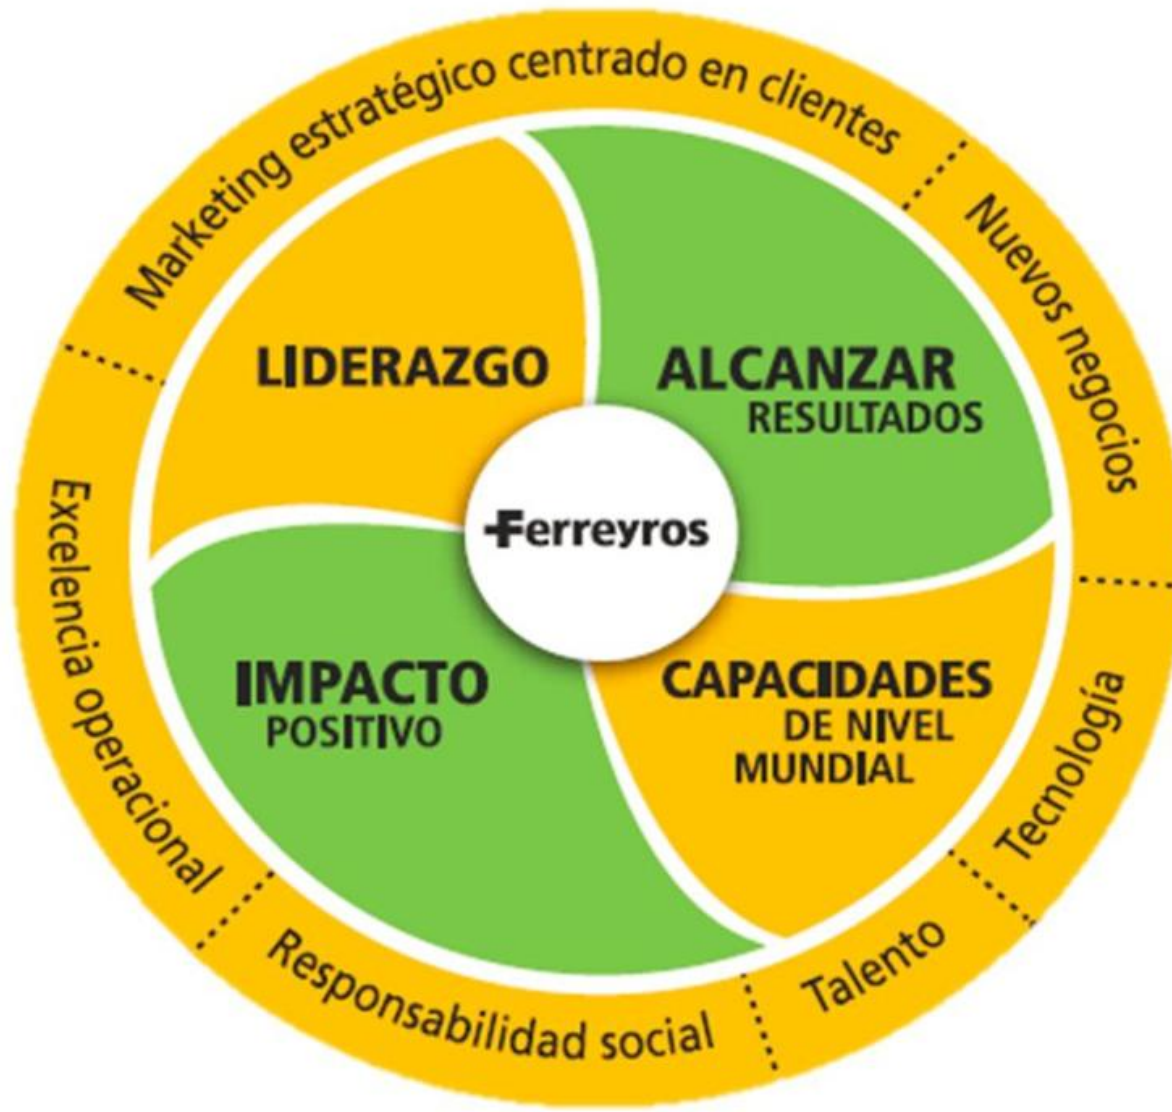 Marketing estratégico centrado en clientes
Nuevos negocios
Tecnología
Talento
Responsabilidad social
Excelencia operacional
LIDERAZGO
ALCANZAR
RESULTADOS
Ferreyros
IMPACTO
POSITIVO
CAPACIDADES
DE NIVEL
MUNDIAL